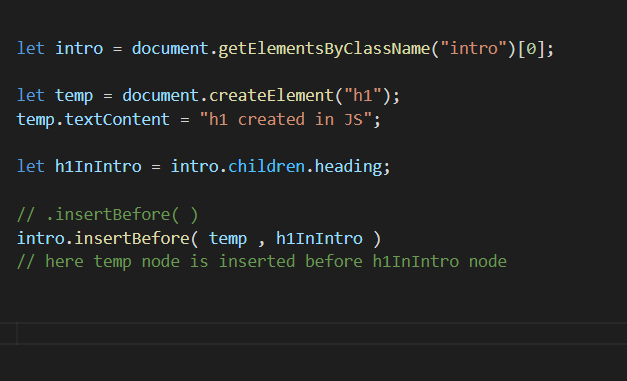 let intro = document.getElementsByClassName("intro")[0];
let temp = document.createElement("h1");
temp.textContent = "h1 created in JS";
let h1InIntro = intro.children.heading;
// .insertBefore( )
intro.insertBefore( temp , h1InIntro )
// here temp node is inserted before h1InIntro node